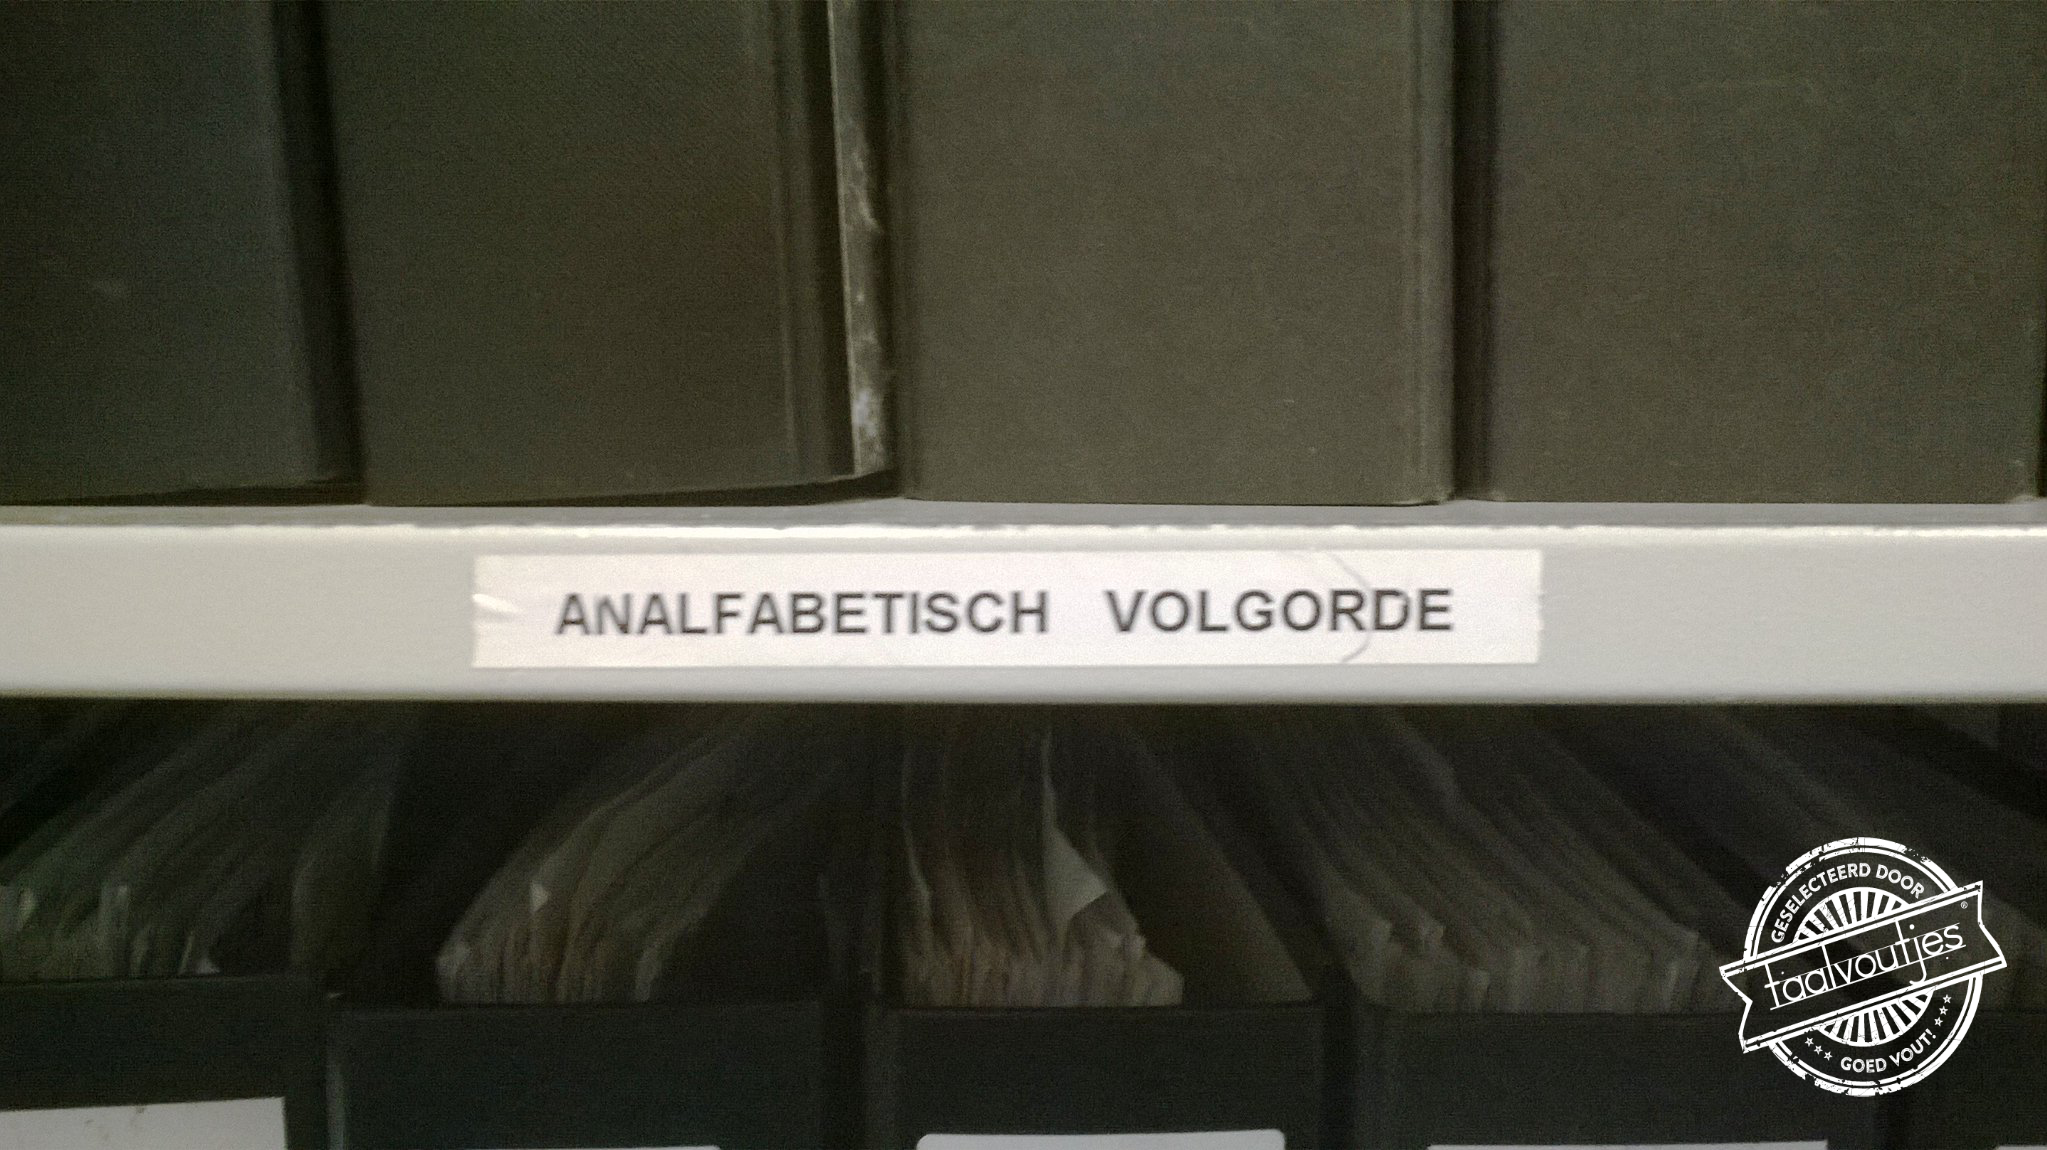 ANALFABETISCH VOLGORDE
GESELECTEERD DOOR
taalvoutjes®
GOED VOUT!